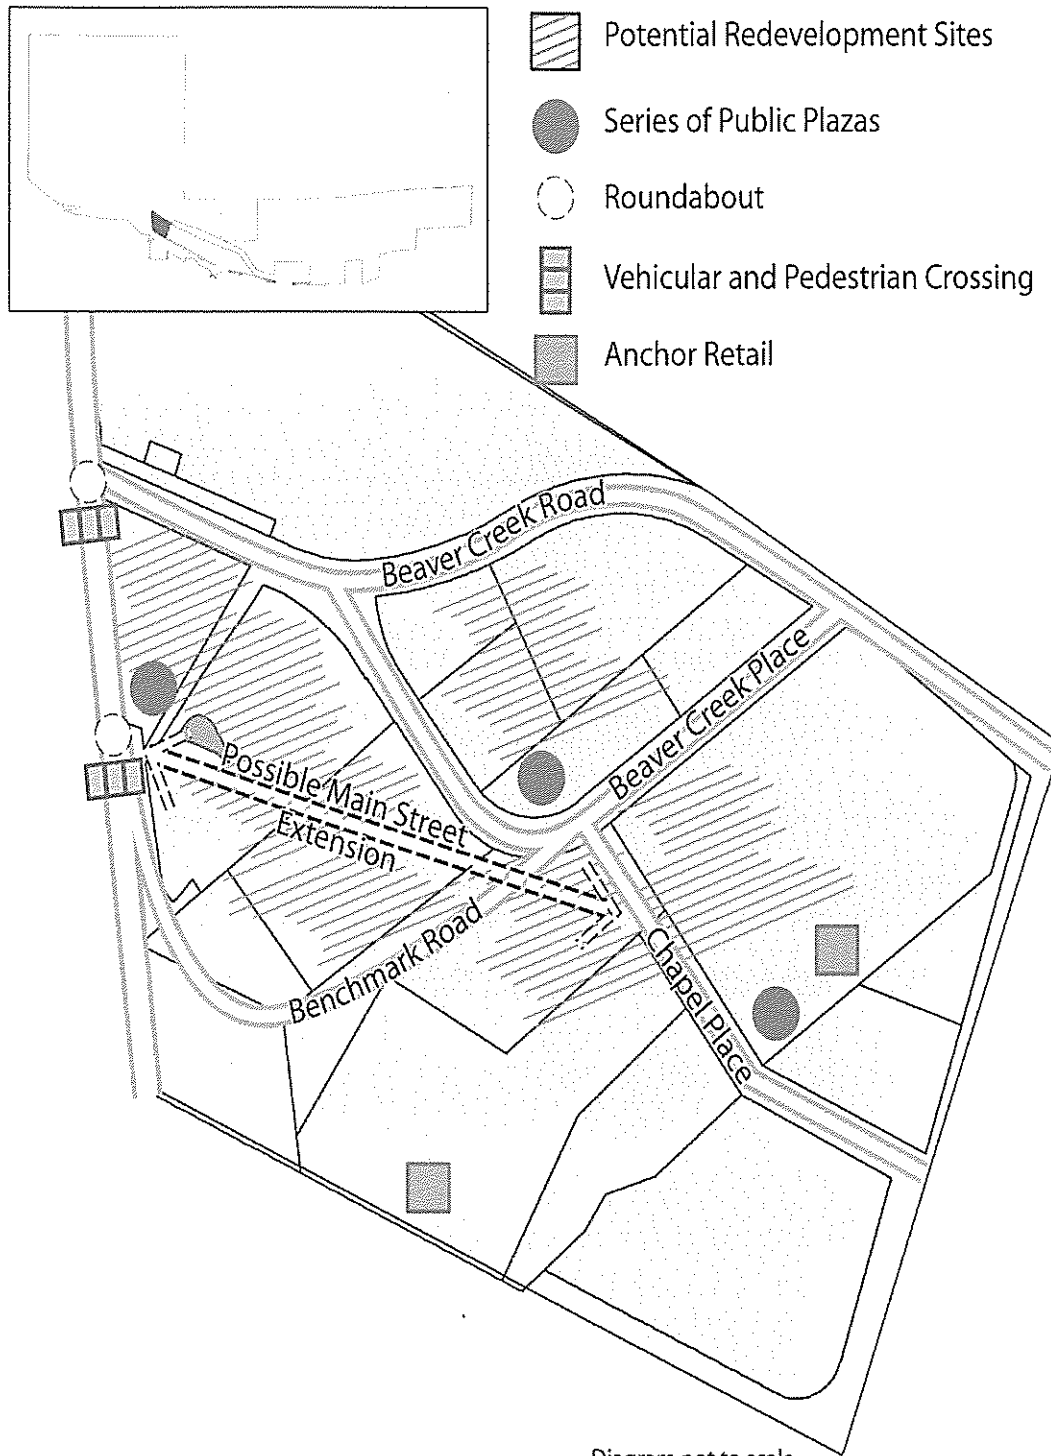 Potential Redevelopment Sites
Series of Public Plazas
Roundabout
Vehicular and Pedestrian Crossing
Anchor Retail
Beaver Creek Road
Beaver Creek Place
Possible Main Street
Extension
Benchmark Road
Chapel Place
Diagram not to scale